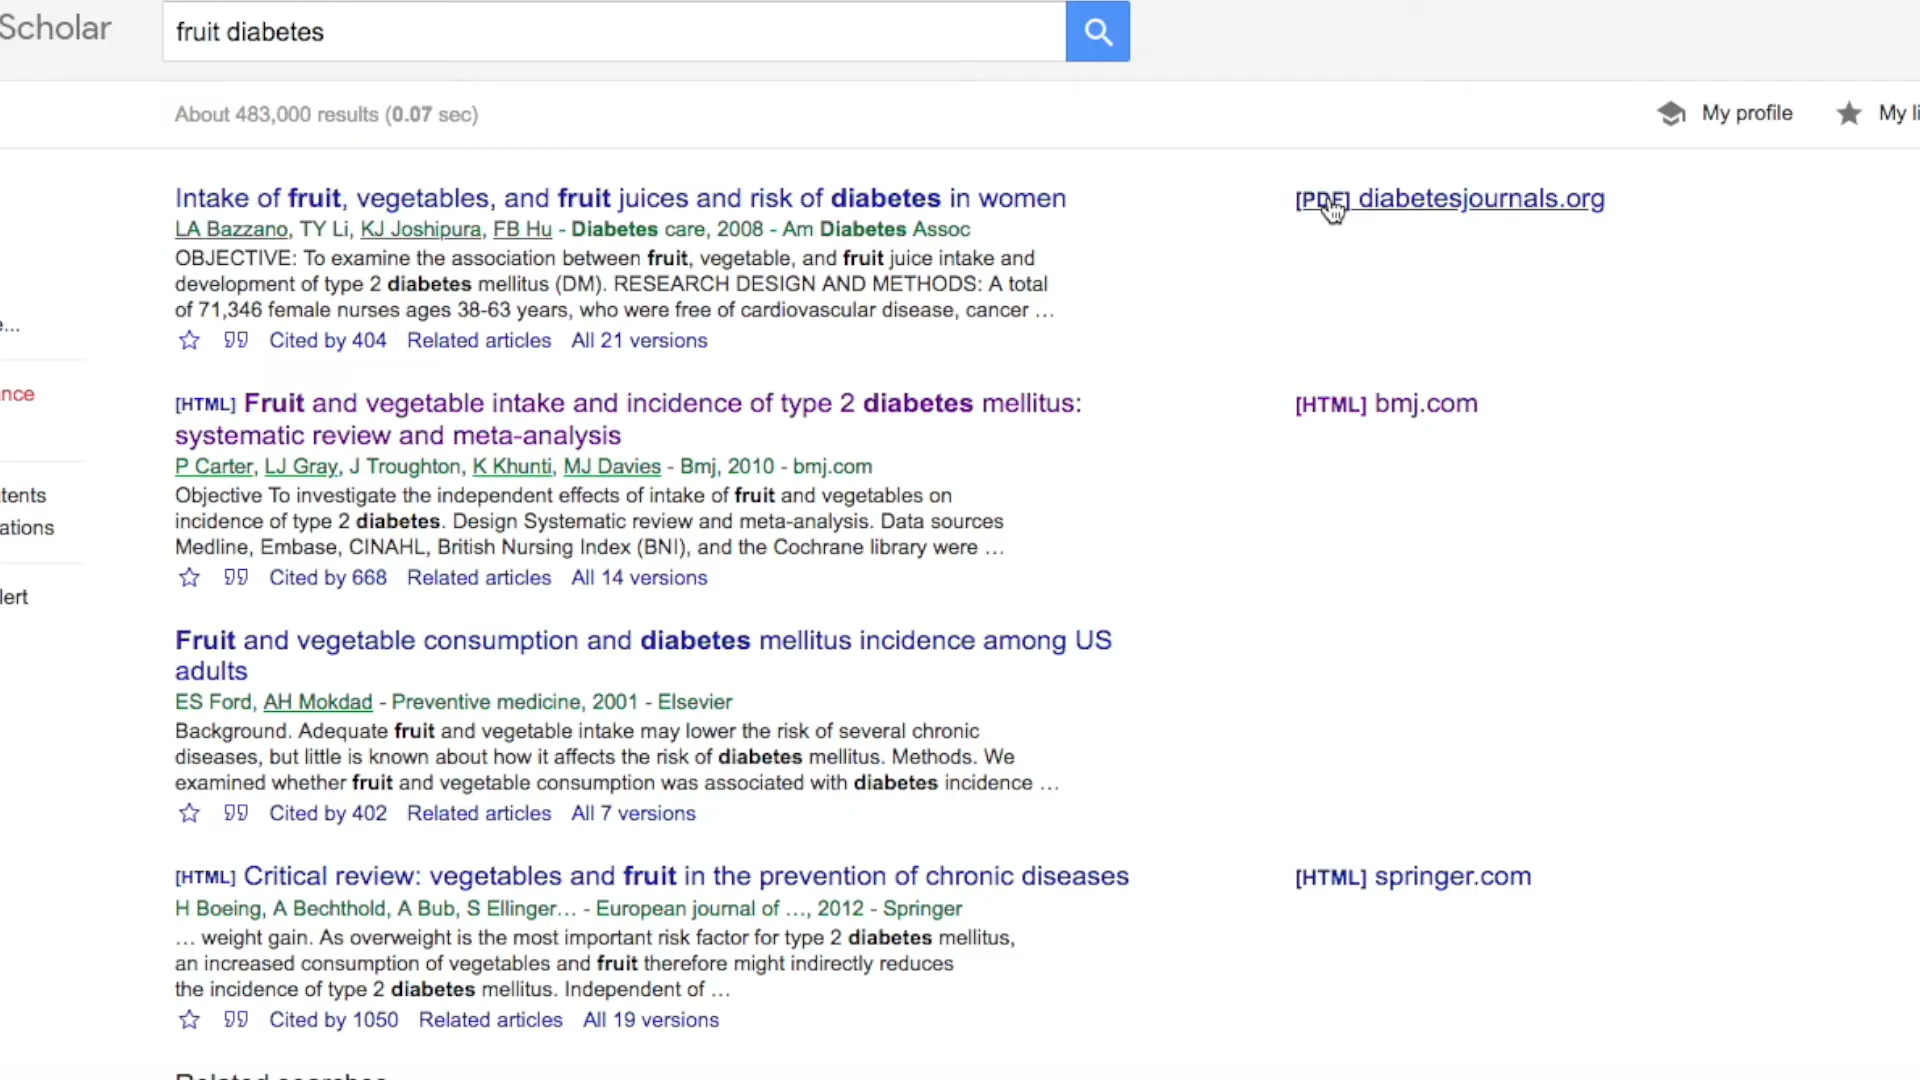 Scholar
fruit diabetes
About 483,000 results (0.07 sec)
My profile
My li
Intake of fruit, vegetables, and fruit juices and risk of diabetes in women
[PDF] diabetesjournals.org
LA Bazzano, TY Li, KJ Joshipura, FB Hu - Diabetes care, 2008 - Am Diabetes Assoc
OBJECTIVE: To examine the association between fruit, vegetable, and fruit juice intake and
development of type 2 diabetes mellitus (DM). RESEARCH DESIGN AND METHODS: A total
of 71,346 female nurses ages 38-63 years, who were free of cardiovascular disease, cancer …
e...
Cited by 404 Related articles All 21 versions
nce
[HTML] Fruit and vegetable intake and incidence of type 2 diabetes mellitus:
systematic review and meta-analysis
[HTML] bmj.com
P Carter, LJ Gray, J Troughton, K Khunti, MJ Davies - Bmj, 2010 - bmj.com
Objective To investigate the independent effects of intake of fruit and vegetables on
incidence of type 2 diabetes. Design Systematic review and meta-analysis. Data sources
Medline, Embase, CINAHL, British Nursing Index (BNI), and the Cochrane library were …
tents
ations
Cited by 668 Related articles All 14 versions
lert
Fruit and vegetable consumption and diabetes mellitus incidence among US
adults
ES Ford, AH Mokdad - Preventive medicine, 2001 - Elsevier
Background. Adequate fruit and vegetable intake may lower the risk of several chronic
diseases, but little is known about how it affects the risk of diabetes mellitus. Methods. We
examined whether fruit and vegetable consumption was associated with diabetes incidence …
Cited by 402 Related articles All 7 versions
[HTML] Critical review: vegetables and fruit in the prevention of chronic diseases
[HTML] springer.com
H Boeing, A Bechthold, A Bub, S Ellinger… - European journal of …, 2012 - Springer
… weight gain. As overweight is the most important risk factor for type 2 diabetes mellitus,
an increased consumption of vegetables and fruit therefore might indirectly reduces
the incidence of type 2 diabetes mellitus. Independent of …
Cited by 1050 Related articles All 19 versions
Related searches